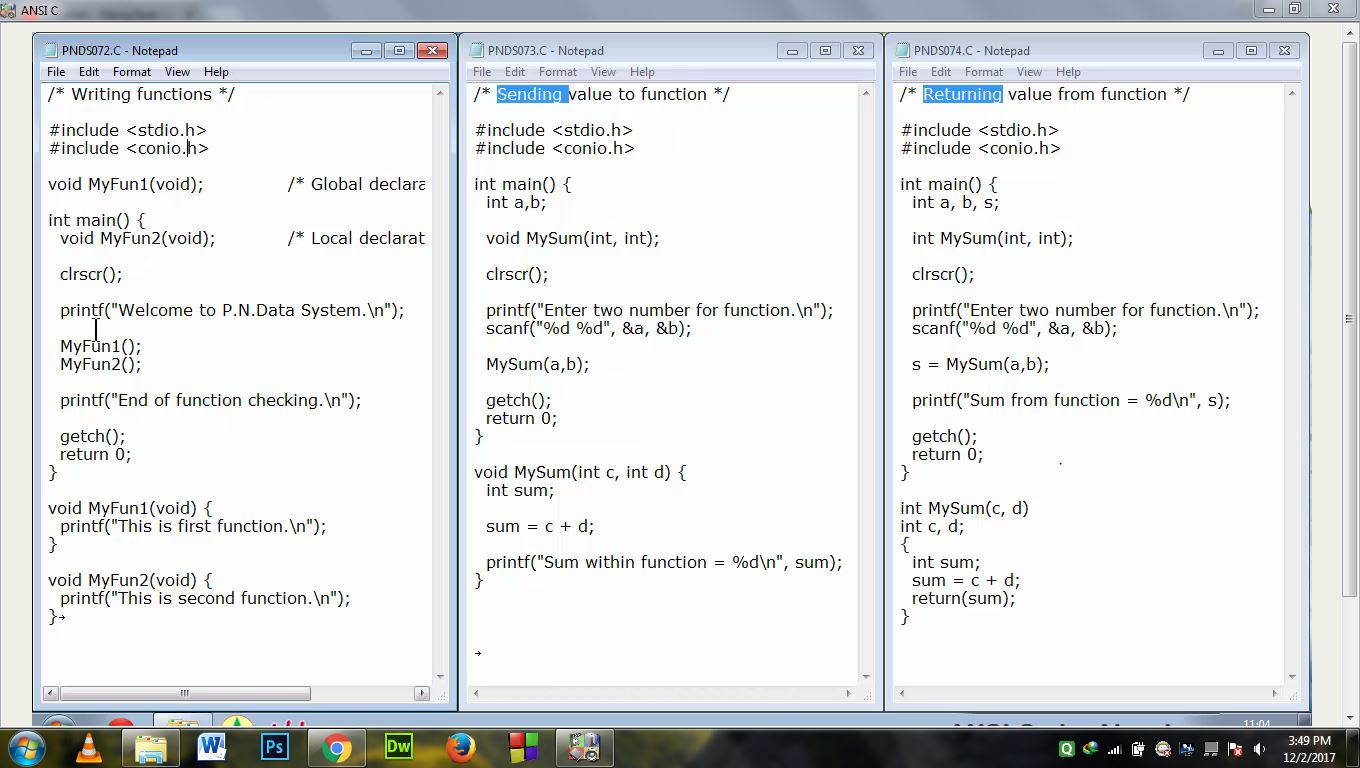 ANSI C
PNDS072.C - Notepad
File Edit Format View Help
/* Writing functions */
#include <stdio.h>
#include <conio.h>
void MyFun1(void); /* Global declara
int main() {
void MyFun2(void); /* Local declarat
clrscr();
printf("Welcome to P.N.Data System.\n");
MyFun1();
MyFun2();
printf("End of function checking.\n");
getch();
return 0;
}
void MyFun1(void) {
printf("This is first function.\n");
}
void MyFun2(void) {
printf("This is second function.\n");
}
PNDS073.C - Notepad
File Edit Format View Help
/* Sending value to function */
#include <stdio.h>
#include <conio.h>
int main() {
int a,b;
void MySum(int, int);
clrscr();
printf("Enter two number for function.\n");
scanf("%d %d", &a, &b);
MySum(a,b);
getch();
return 0;
}
void MySum(int c, int d) {
int sum;
sum = c + d;
printf("Sum within function = %d\n", sum);
}
PNDS074.C - Notepad
File Edit Format View Help
/* Returning value from function */
#include <stdio.h>
#include <conio.h>
int main() {
int a, b, s;
int MySum(int, int);
clrscr();
printf("Enter two number for function.\n");
scanf("%d %d", &a, &b);
s = MySum(a,b);
printf("Sum from function = %d\n", s);
getch();
return 0;
}
int MySum(c, d)
int c, d;
{
int sum;
sum = c + d;
return(sum);
}
11:04
W Ps Dw
3:49 PM
12/2/2017